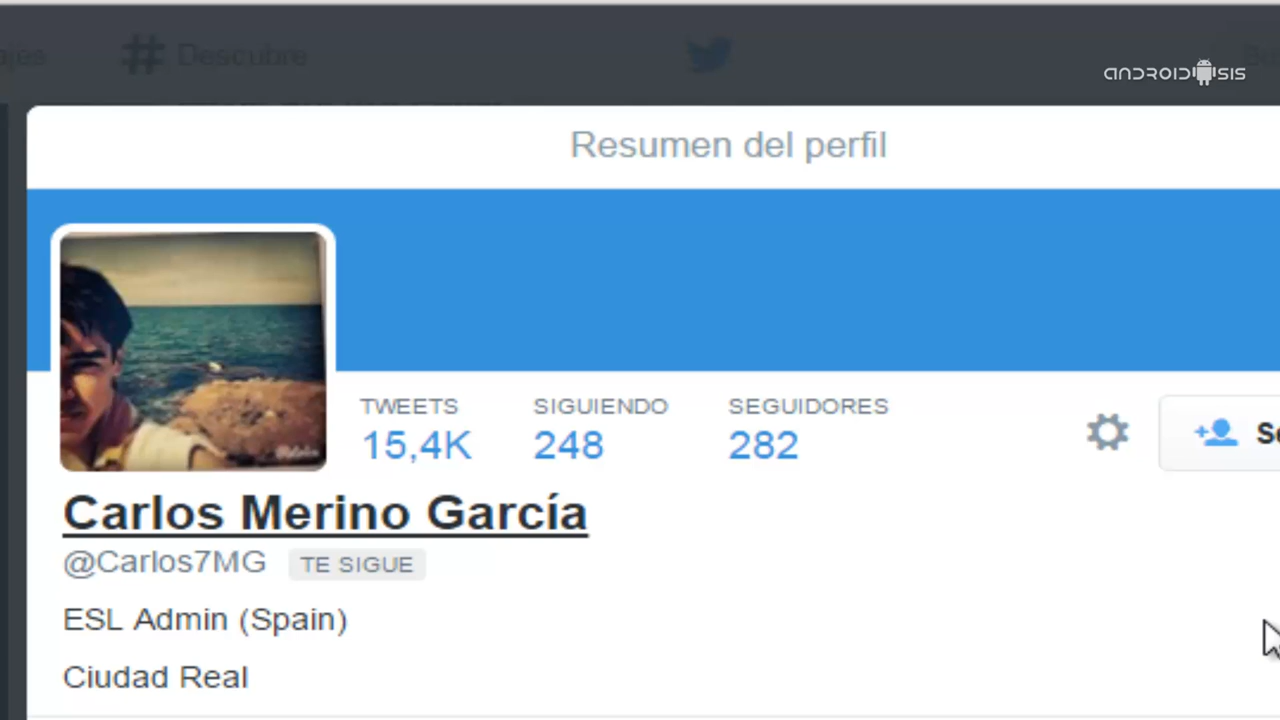 # Descubre
ANDROIDSIS
Resumen del perfil
TWEETS SIGUIENDO SEGUIDORES
15,4K 248 282
Carlos Merino García
@Carlos7MG TE SIGUE
ESL Admin (Spain)
Ciudad Real